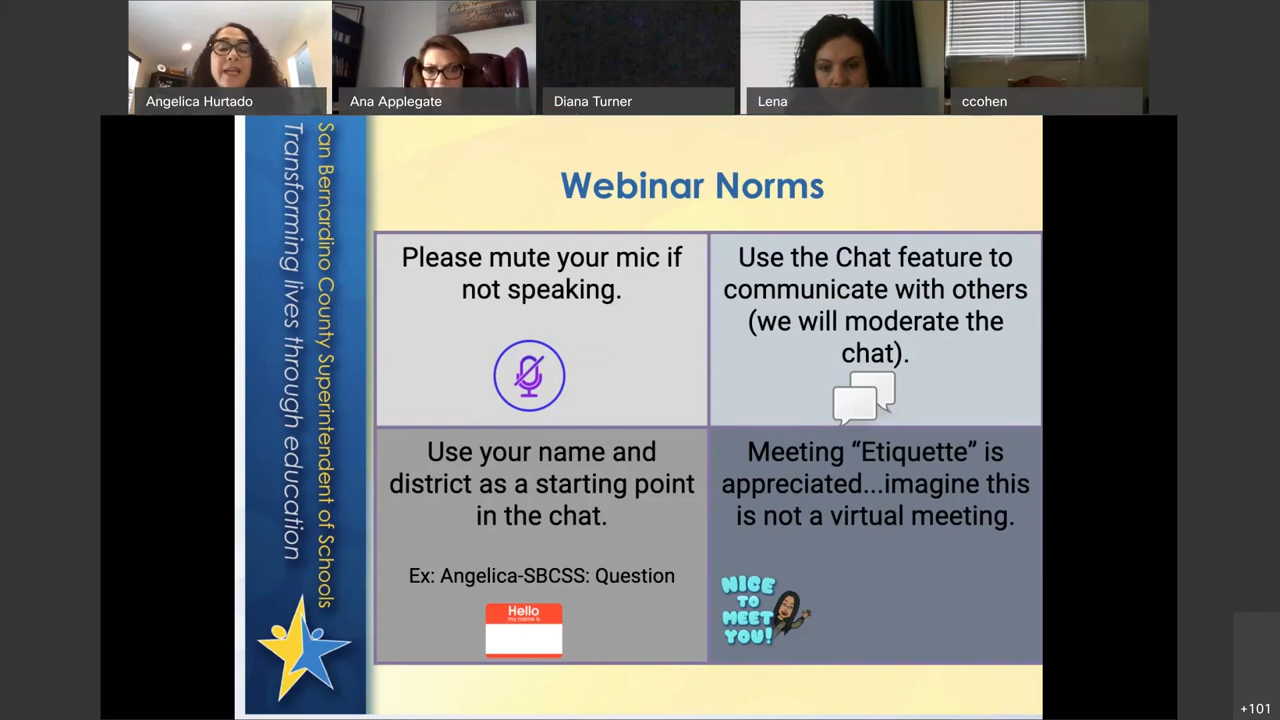 Angelica Hurtado
Ana Applegate
Diana Turner
Lena
ccohen
San Bernardino County Superintendent of Schools
Transforming lives through education
Webinar Norms
Please mute your mic if
not speaking.
Use the Chat feature to
communicate with others
(we will moderate the
chat).
Use your name and
district as a starting point
in the chat.
Ex: Angelica-SBCSS: Question
Hello
my name is
Meeting “Etiquette” is
appreciated...imagine this
is not a virtual meeting.
NICE
TO
MEET
YOU!
+101